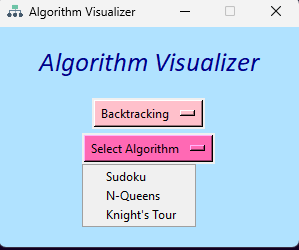 Algorithm Visualizer
Algorithm Visualizer
Backtracking
Select Algorithm
Sudoku
N-Queens
Knight's Tour